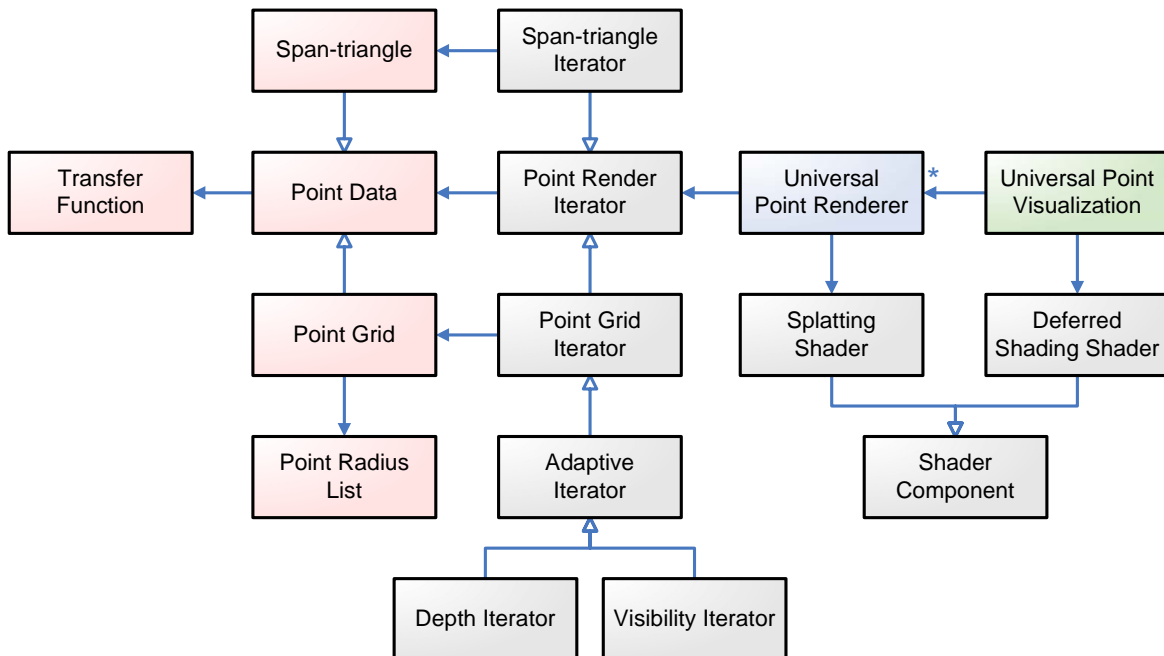 Span-triangle
Span-triangle
Iterator
Transfer
Function
Point Data
Point Render
Iterator
Universal
Point Renderer
*
Universal Point
Visualization
Point Grid
Point Grid
Iterator
Splatting
Shader
Deferred
Shading Shader
Point Radius
List
Adaptive
Iterator
Shader
Component
Depth Iterator
Visibility Iterator